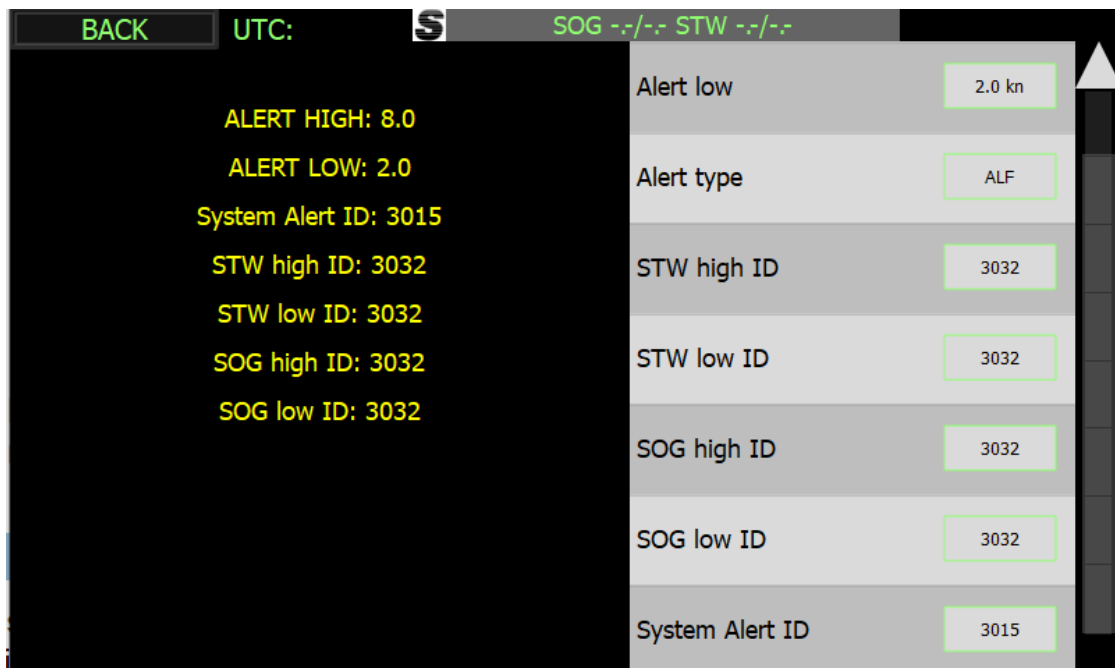 BACK UTC: S SOG -.-/-.- STW -.-/-.-
ALERT HIGH: 8.0
ALERT LOW: 2.0
System Alert ID: 3015
STW high ID: 3032
STW low ID: 3032
SOG high ID: 3032
SOG low ID: 3032
Alert low 2.0 kn
Alert type ALF
STW high ID 3032
STW low ID 3032
SOG high ID 3032
SOG low ID 3032
System Alert ID 3015